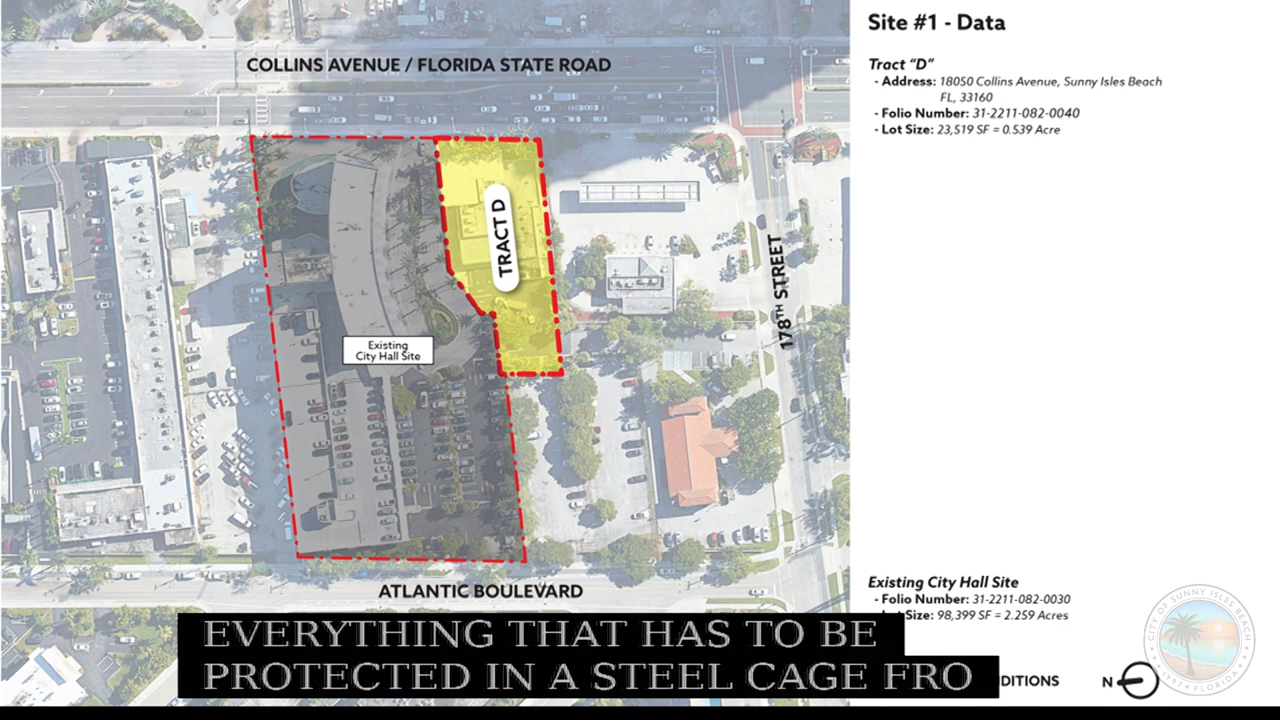 Site #1 - Data
COLLINS AVENUE / FLORIDA STATE ROAD
Tract "D"
- Address: 18050 Collins Avenue, Sunny Isles Beach
FL, 33160
- Folio Number: 31-2211-082-0040
- Lot Size: 23,519 SF = 0.539 Acre
TRACT D
178TH STREET
Existing
City Hall Site
ATLANTIC BOULEVARD
Existing City Hall Site
- Folio Number: 31-2211-082-0030
Size: 98,399 SF = 2.259 Acres
EVERYTHING THAT HAS TO BE
PROTECTED IN A STEEL CAGE FRO
DITIONS
N
CITY OF SUNNY ISLES BEACH
1997 • FLORIDA